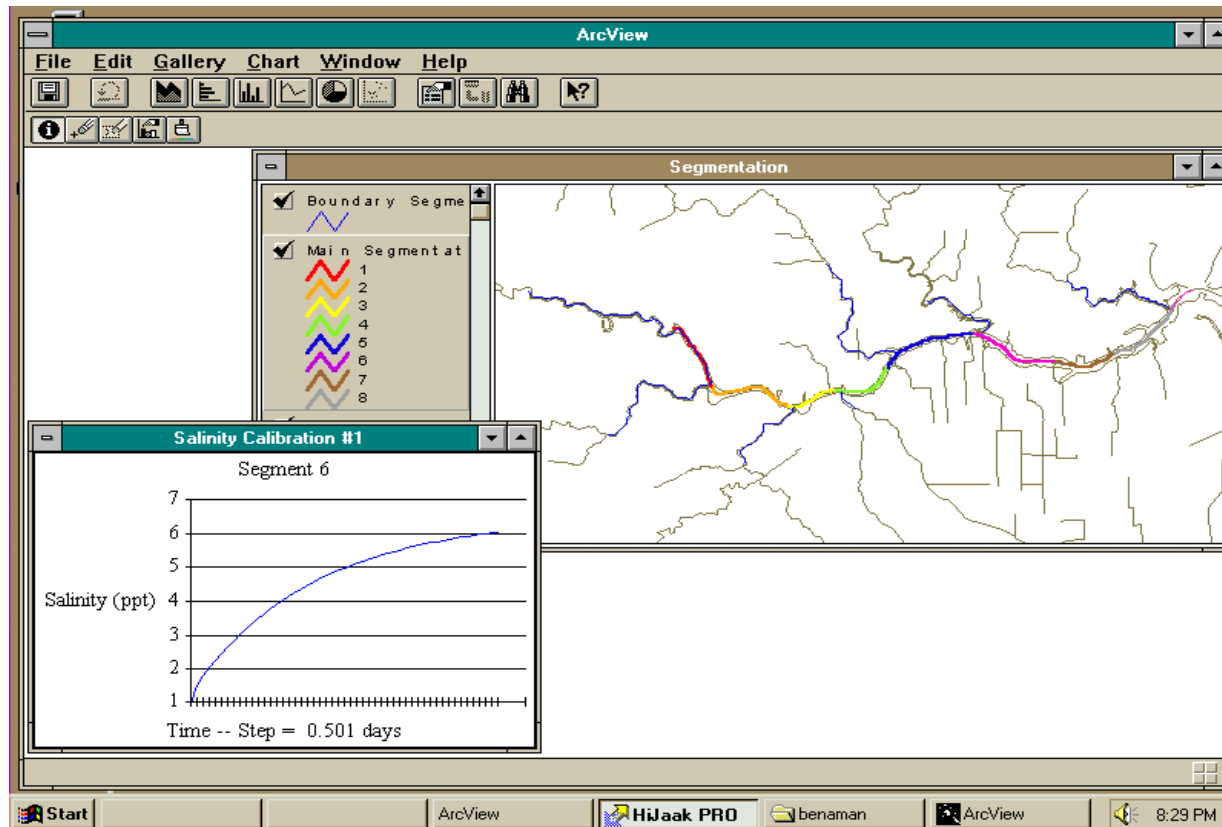 ArcView
File Edit Gallery Chart Window Help
Segmentation
Boundary Segme
Main Segmentat
1
2
3
4
5
6
7
8
Salinity Calibration #1
Segment 6
7
6
5
Salinity (ppt) 4
3
2
1
Time -- Step = 0.501 days
Start ArcView HiJaak PRO benaman ArcView 8:29 PM